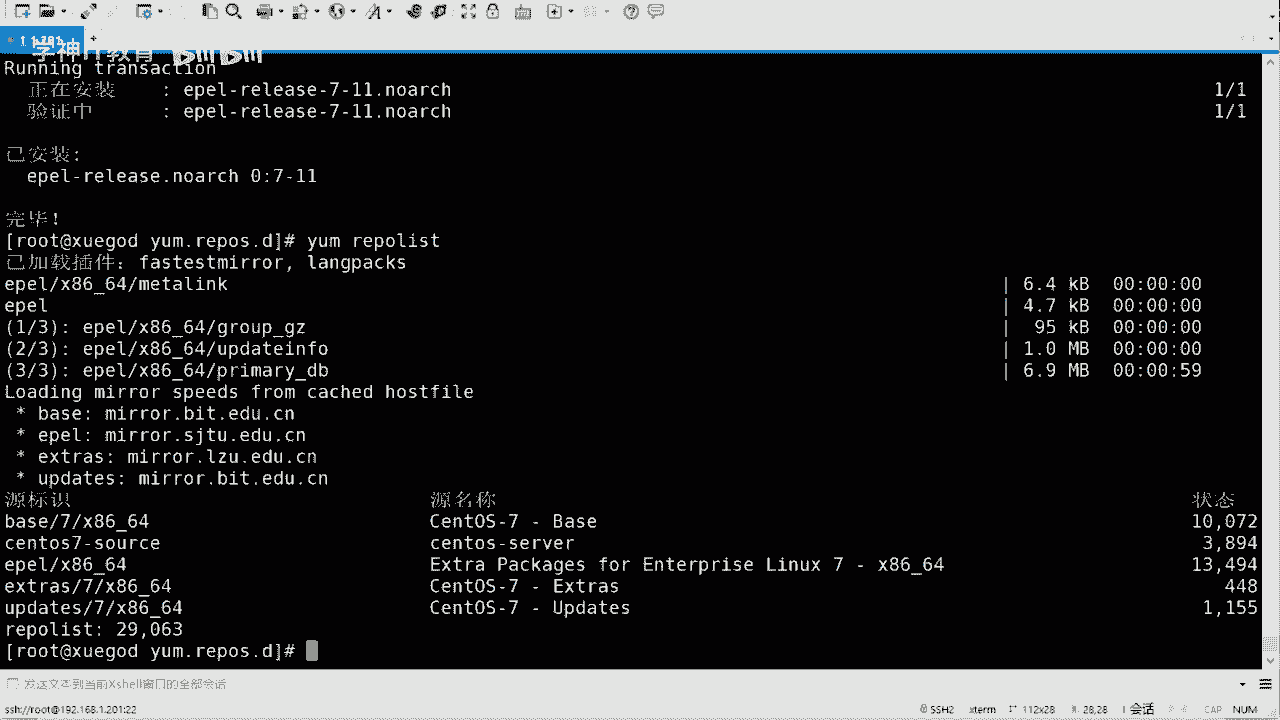 学神IT教育 bilibili
Running transaction
正在安装    : epel-release-7-11.noarch 1/1
验证中      : epel-release-7-11.noarch 1/1
已安装:
epel-release.noarch 0:7-11
完毕!
[root@xuegod yum.repos.d]# yum repolist
已加载插件: fastestmirror, langpacks
epel/x86_64/metalink | 6.4 kB 00:00:00
epel | 4.7 kB 00:00:00
(1/3): epel/x86_64/group_gz | 95 kB 00:00:00
(2/3): epel/x86_64/updateinfo | 1.0 MB 00:00:00
(3/3): epel/x86_64/primary_db | 6.9 MB 00:00:59
Loading mirror speeds from cached hostfile
* base: mirror.bit.edu.cn
* epel: mirror.sjtu.edu.cn
* extras: mirror.lzu.edu.cn
* updates: mirror.bit.edu.cn
源标识 源名称 状态
base/7/x86_64 CentOS-7 - Base 10,072
centos7-source centos-server 3,894
epel/x86_64 Extra Packages for Enterprise Linux 7 - x86_64 13,494
extras/7/x86_64 CentOS-7 - Extras 448
updates/7/x86_64 CentOS-7 - Updates 1,155
repolist: 29,063
[root@xuegod yum.repos.d]#
发送文本到当前Xshell窗口的全部会话
ssh://root@192.168.1.201:22 SSH2 xterm 112x28 28,28 1 会话 CAP NUM